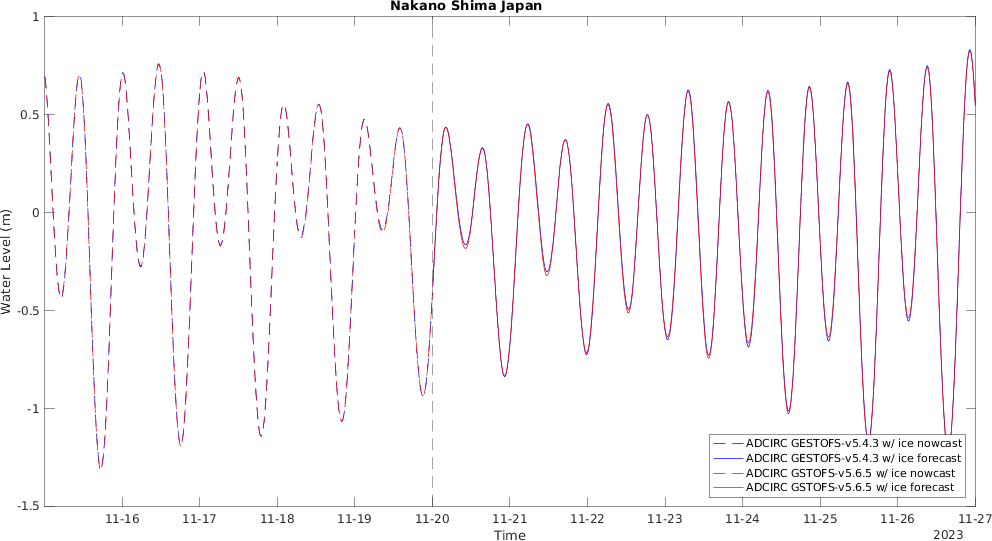 Nakano Shima Japan
1
0.5
0
-0.5
-1
-1.5
Water Level (m)
ADCIRC GESTOFS-v5.4.3 w/ ice nowcast
ADCIRC GESTOFS-v5.4.3 w/ ice forecast
ADCIRC GSTOFS-v5.6.5 w/ ice nowcast
ADCIRC GSTOFS-v5.6.5 w/ ice forecast
11-16 11-17 11-18 11-19 11-20 11-21 11-22 11-23 11-24 11-25 11-26 11-27
Time
2023